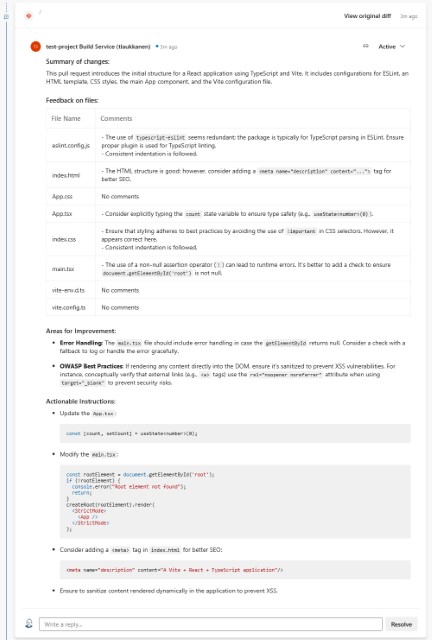 /
View original diff 3m ago
test-project Build Service (tlaukkanen) 3m ago Active
Summary of changes:
This pull request introduces the initial structure for a React application using TypeScript and Vite. It includes configurations for ESLint, an
HTML template, CSS styles, the main App component, and the Vite configuration file.
Feedback on files:
File Name Comments
eslint.config.js - The use of typescript-eslint seems redundant: the package is typically for TypeScript parsing in ESLint. Ensure
proper plugin is used for TypeScript linting.
- Consistent indentation is followed.
index.html - The HTML structure is good; however, consider adding a <meta name="description" content="..."> tag for
better SEO.
App.css No comments
App.tsx - Consider explicitly typing the count state variable to ensure type safety (e.g., useState<number>(0) ).
index.css - Ensure that styling adheres to best practices by avoiding the use of !important in CSS selectors. However, it
appears correct here.
- Consistent indentation is followed.
main.tsx - The use of a non-null assertion operator ( ! ) can lead to runtime errors. It's better to add a check to ensure
document.getElementById('root') is not null.
vite-env.d.ts No comments
vite.config.ts No comments
Areas for Improvement:
• Error Handling: The main.tsx file should include error handling in case the getElementById returns null. Consider a check with a
fallback to log or handle the error gracefully.
• OWASP Best Practices: If rendering any content directly into the DOM, ensure it's sanitized to prevent XSS vulnerabilities. For
instance, conceptually verify that external links (e.g., <a> tags) use the rel="noopener noreferrer" attribute when using
target="_blank" to prevent security risks.
Actionable Instructions:
• Update the App.tsx :
const [count, setCount] = useState<number>(0);
• Modify the main.tsx :
const rootElement = document.getElementById('root');
if (!rootElement) {
console.error("Root element not found");
return;
}
createRoot(rootElement).render(
<StrictMode>
<App />
</StrictMode>
);
• Consider adding a <meta> tag in index.html for better SEO:
<meta name="description" content="A Vite + React + TypeScript application"/>
• Ensure to sanitize content rendered dynamically in the application to prevent XSS.
Write a reply... Resolve